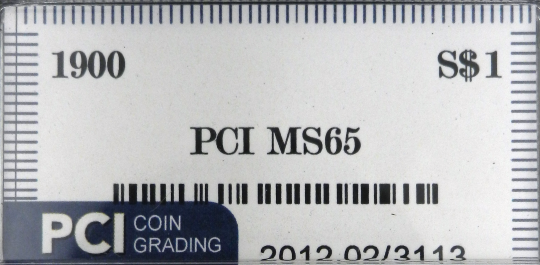 1900 S$1
PCI MS65
PCI COIN GRADING
2012.02/3113